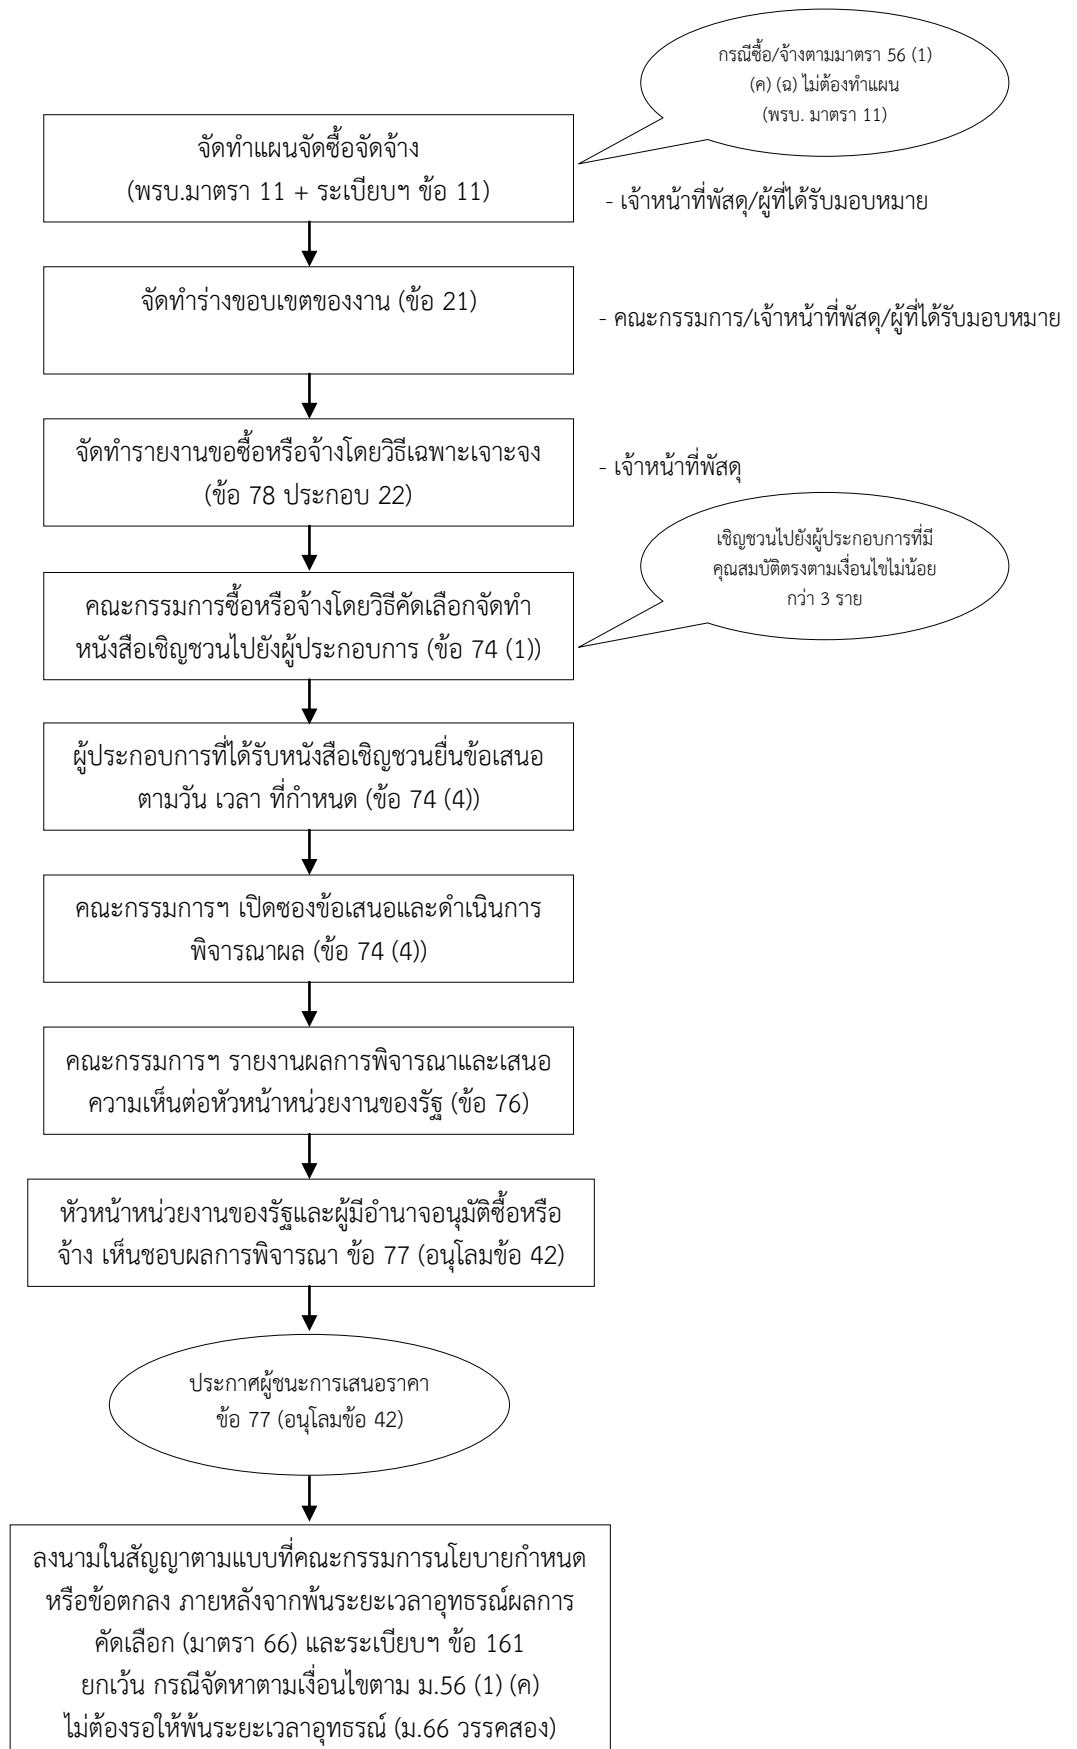 กรณีซื้อ/จ้างตามมาตรา 56 (1)
(ค) (ฉ) ไม่ต้องทำแผน
(พรบ. มาตรา 11)
จัดทำแผนจัดซื้อจัดจ้าง
(พรบ.มาตรา 11 + ระเบียบฯ ข้อ 11)
- เจ้าหน้าที่พัสดุ/ผู้ที่ได้รับมอบหมาย
จัดทำร่างขอบเขตของงาน (ข้อ 21)
- คณะกรรมการ/เจ้าหน้าที่พัสดุ/ผู้ที่ได้รับมอบหมาย
จัดทำรายงานขอซื้อหรือจ้างโดยวิธีเฉพาะเจาะจง
(ข้อ 78 ประกอบ 22)
- เจ้าหน้าที่พัสดุ
เชิญชวนไปยังผู้ประกอบการที่มี
คุณสมบัติตรงตามเงื่อนไขไม่น้อย
กว่า 3 ราย
คณะกรรมการซื้อหรือจ้างโดยวิธีคัดเลือกจัดทำ
หนังสือเชิญชวนไปยังผู้ประกอบการ (ข้อ 74 (1))
ผู้ประกอบการที่ได้รับหนังสือเชิญชวนยื่นข้อเสนอ
ตามวัน เวลา ที่กำหนด (ข้อ 74 (4))
คณะกรรมการฯ เปิดซองข้อเสนอและดำเนินการ
พิจารณาผล (ข้อ 74 (4))
คณะกรรมการฯ รายงานผลการพิจารณาและเสนอ
ความเห็นต่อหัวหน้าหน่วยงานของรัฐ (ข้อ 76)
หัวหน้าหน่วยงานของรัฐและผู้มีอำนาจอนุมัติซื้อหรือ
จ้าง เห็นชอบผลการพิจารณา ข้อ 77 (อนุโลมข้อ 42)
ประกาศผู้ชนะการเสนอราคา
ข้อ 77 (อนุโลมข้อ 42)
ลงนามในสัญญาตามแบบที่คณะกรรมการนโยบายกำหนด
หรือข้อตกลง ภายหลังจากพ้นระยะเวลาอุทธรณ์ผลการ
คัดเลือก (มาตรา 66) และระเบียบฯ ข้อ 161
ยกเว้น กรณีจัดหาตามเงื่อนไขตาม ม.56 (1) (ค)
ไม่ต้องรอให้พ้นระยะเวลาอุทธรณ์ (ม.66 วรรคสอง)